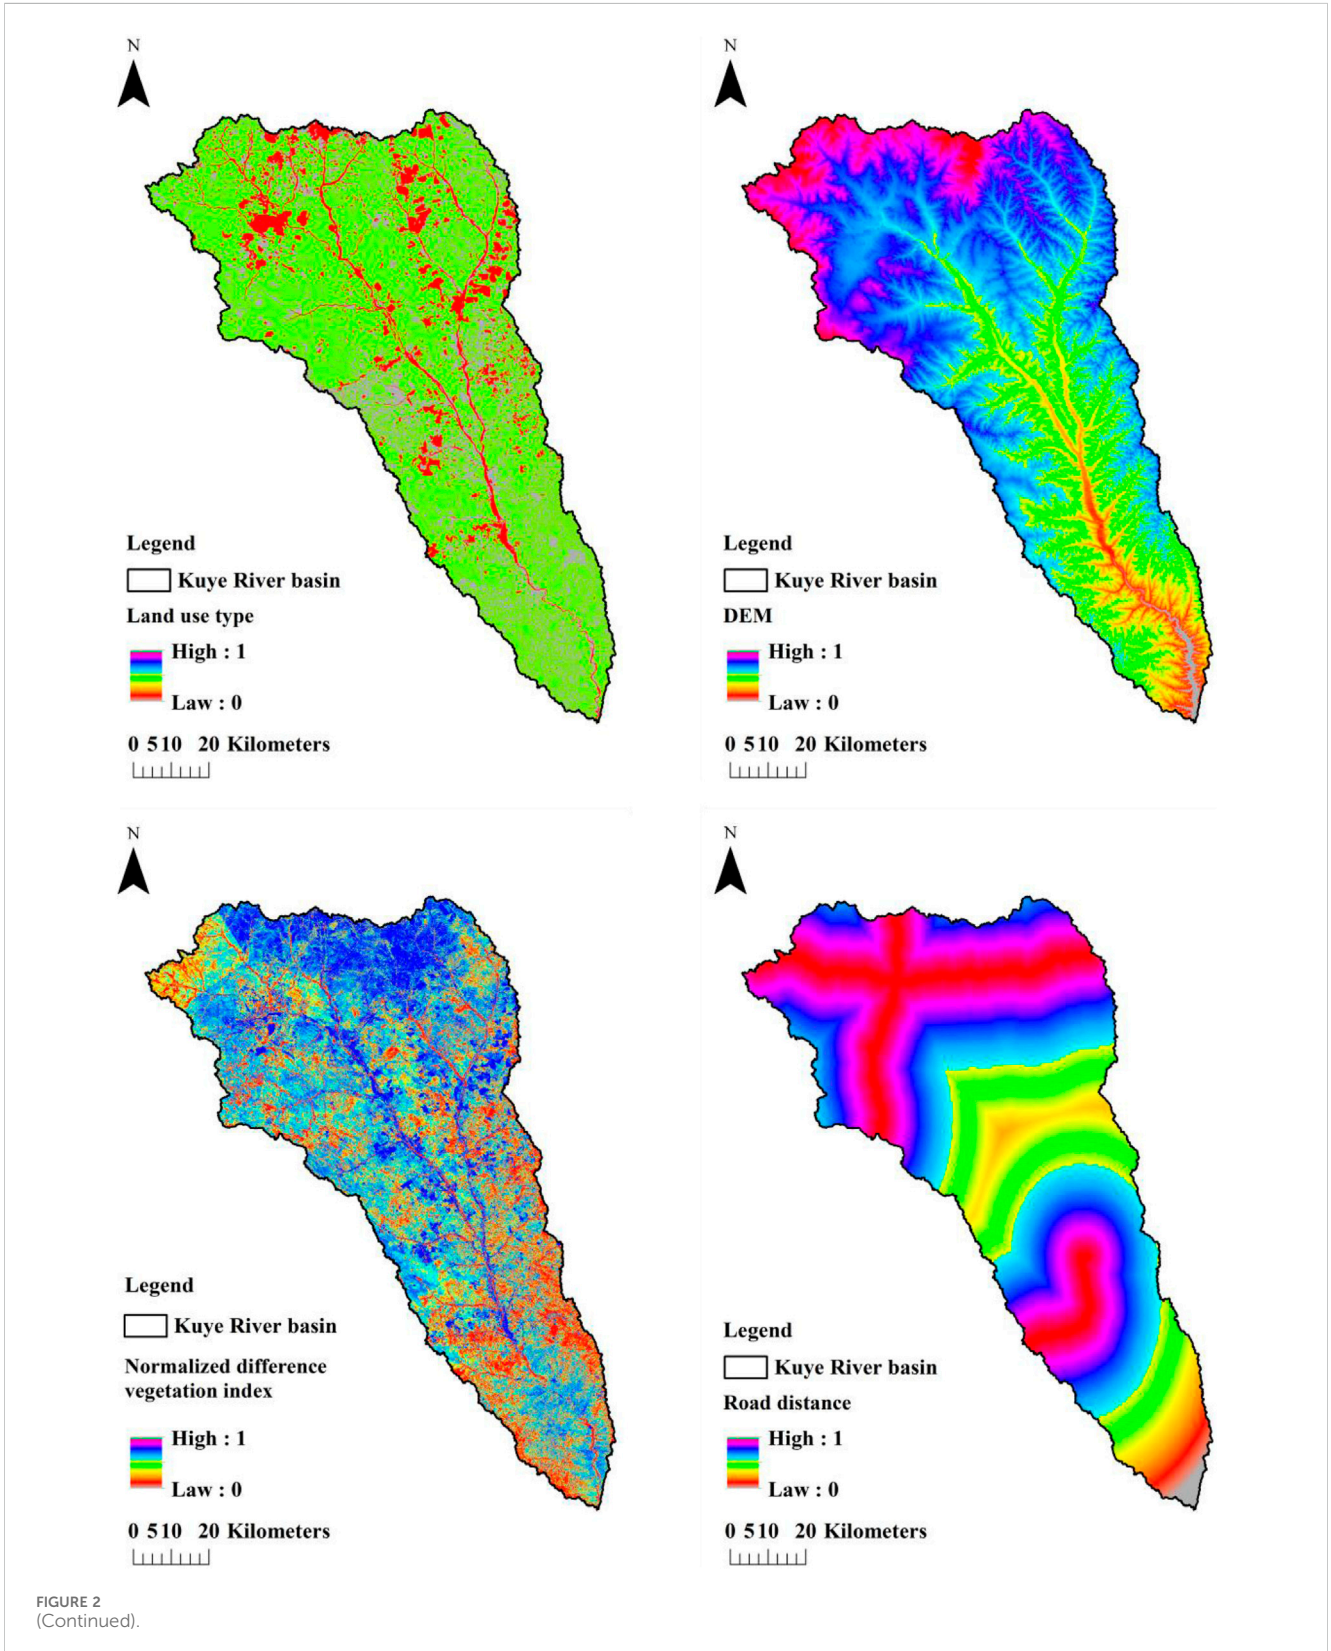 N
Legend
Kuye River basin
Land use type
High : 1
Law : 0
0 510 20 Kilometers
N
Legend
Kuye River basin
DEM
High : 1
Law : 0
0 510 20 Kilometers
N
Legend
Kuye River basin
Normalized difference
vegetation index
High : 1
Law : 0
0 510 20 Kilometers
N
Legend
Kuye River basin
Road distance
High : 1
Law : 0
0 510 20 Kilometers
FIGURE 2
(Continued).